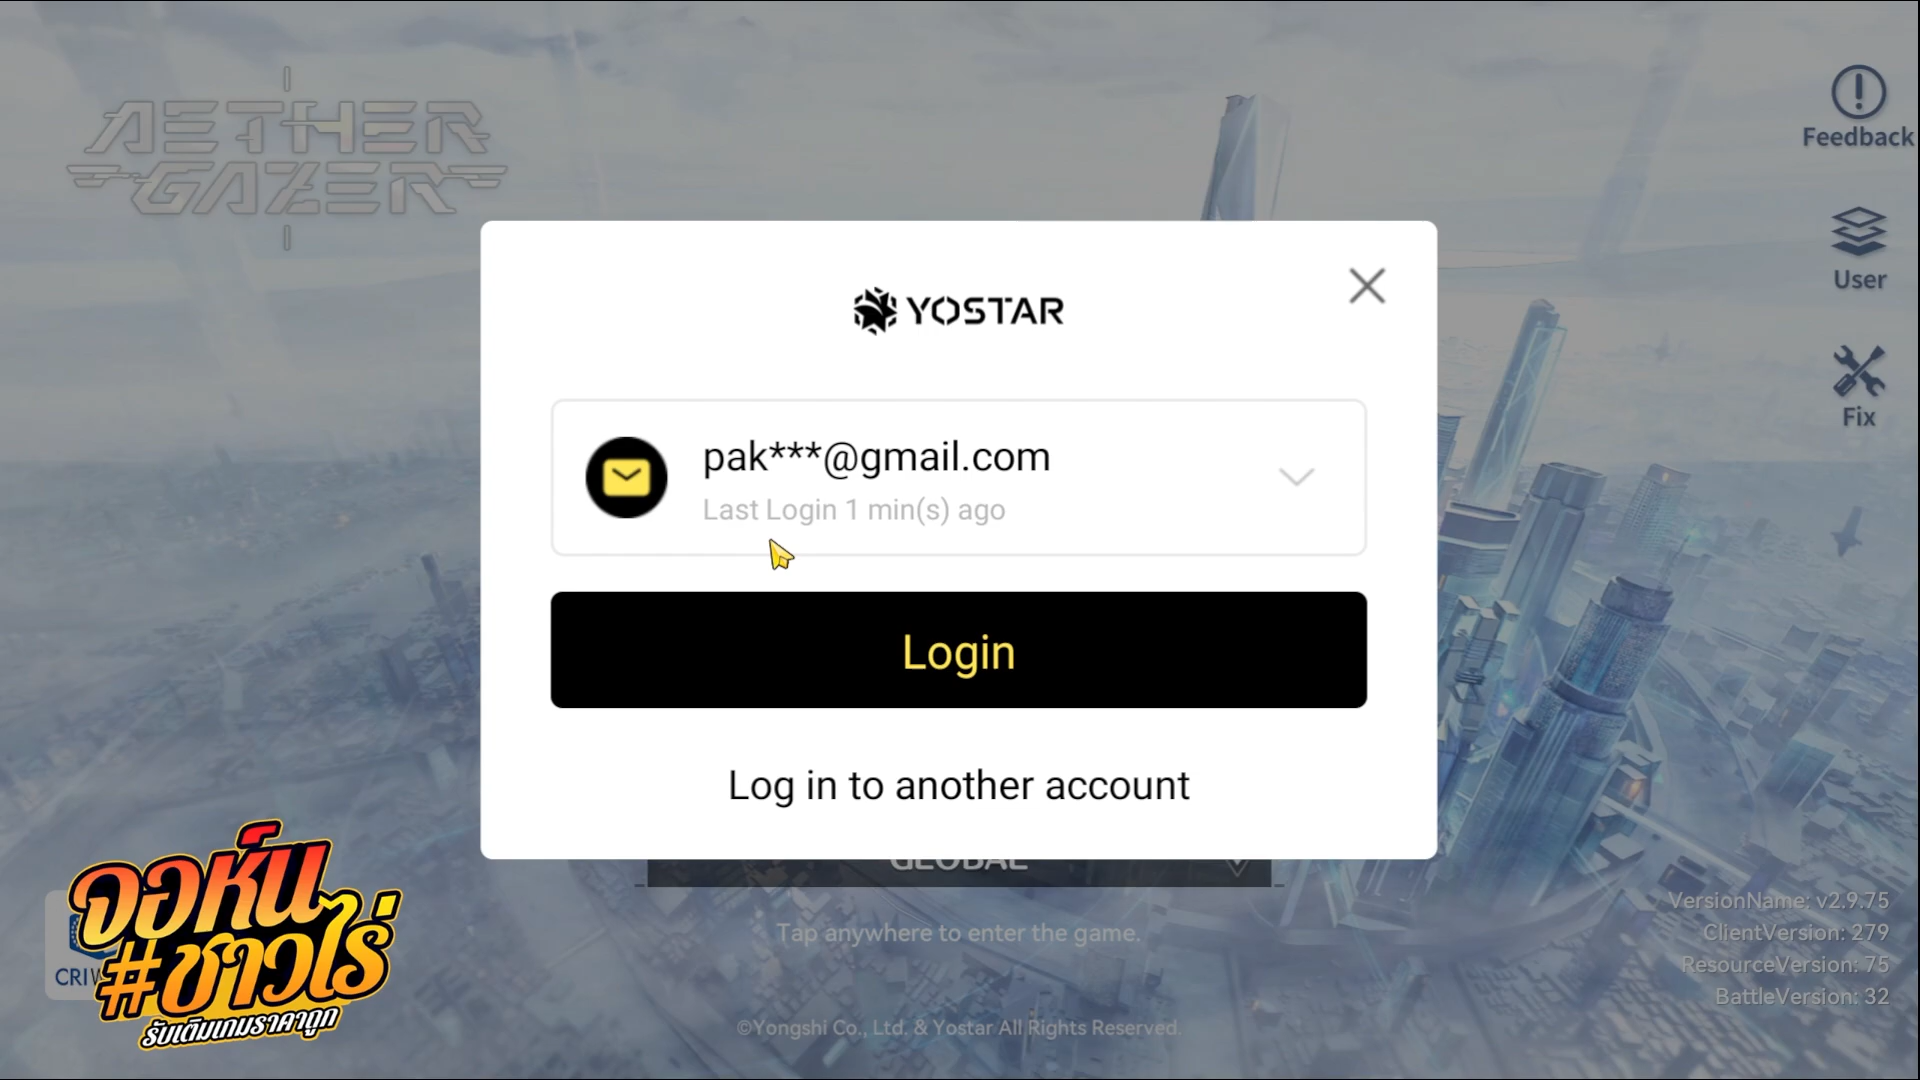 AETHER
GAZER
Feedback
User
Fix
YOSTAR
pak***@gmail.com
Last Login 1 min(s) ago
Login
Log in to another account
GLOBAL
Tap anywhere to enter the game.
VersionName: v2.9.75
ClientVersion: 279
ResourceVersion: 75
BattleVersion: 32
©Yongshi Co., Ltd. & Yostar All Rights Reserved.
CRIW
จอห์น
#ชาวไร่
รับเติมเกมราคาถูก